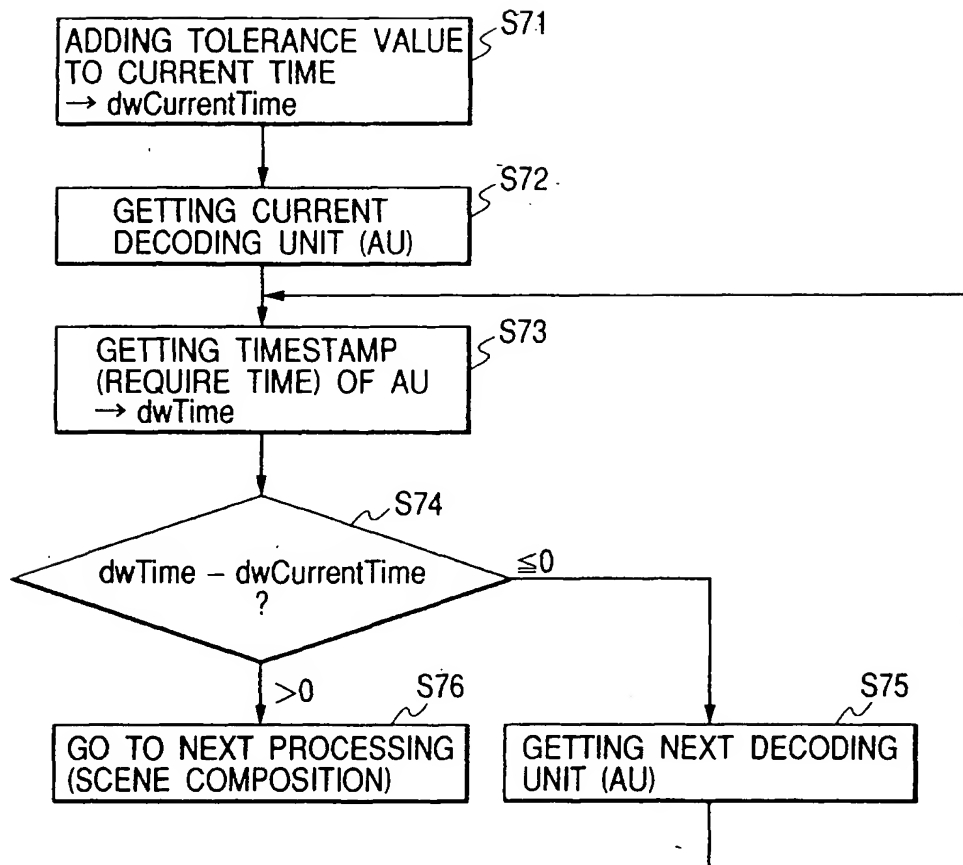 S71
ADDING TOLERANCE VALUE
TO CURRENT TIME
→ dwCurrentTime
S72
GETTING CURRENT
DECODING UNIT (AU)
S73
GETTING TIMESTAMP
(REQUIRE TIME) OF AU
→ dwTime
S74
dwTime – dwCurrentTime
?
≦0
>0
S76
GO TO NEXT PROCESSING
(SCENE COMPOSITION)
S75
GETTING NEXT DECODING
UNIT (AU)